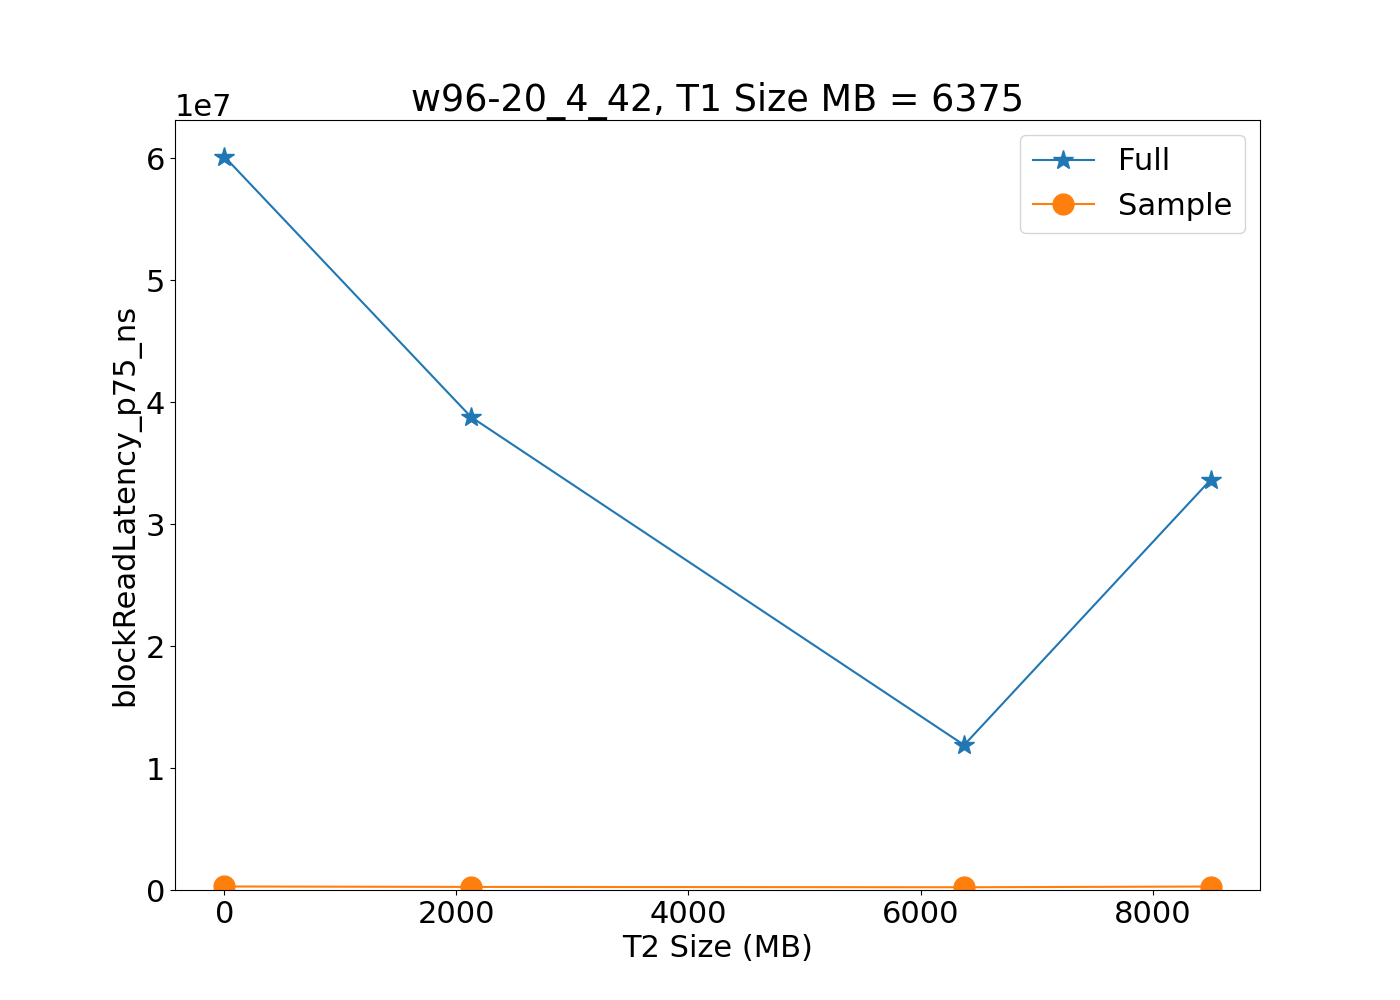 w96-20_4_42, T1 Size MB = 6375
1e7
Full
Sample
6
5
4
3
2
1
0
blockReadLatency_p75_ns
0 2000 4000 6000 8000
T2 Size (MB)